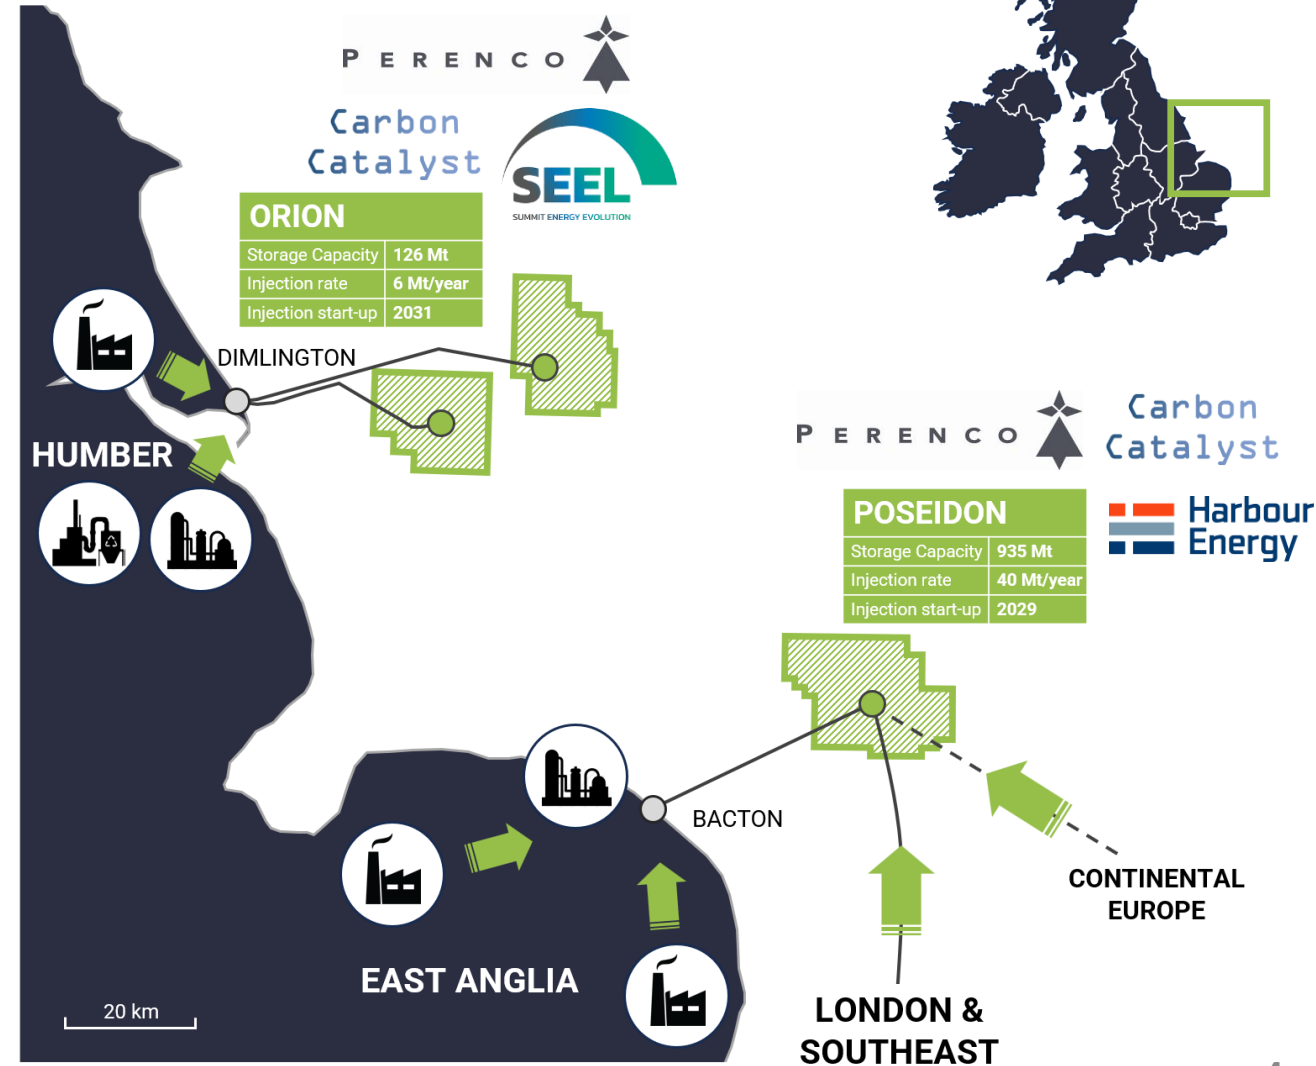 PERENCO
Carbon
Catalyst
SEEL
SUMMIT ENERGY EVOLUTION
ORION
Storage Capacity 126 Mt
Injection rate 6 Mt/year
Injection start-up 2031
DIMLINGTON
HUMBER
PERENCO
Carbon
Catalyst
Harbour
Energy
POSEIDON
Storage Capacity 935 Mt
Injection rate 40 Mt/year
Injection start-up 2029
BACTON
CONTINENTAL
EUROPE
EAST ANGLIA
20 km
LONDON &
SOUTHEAST